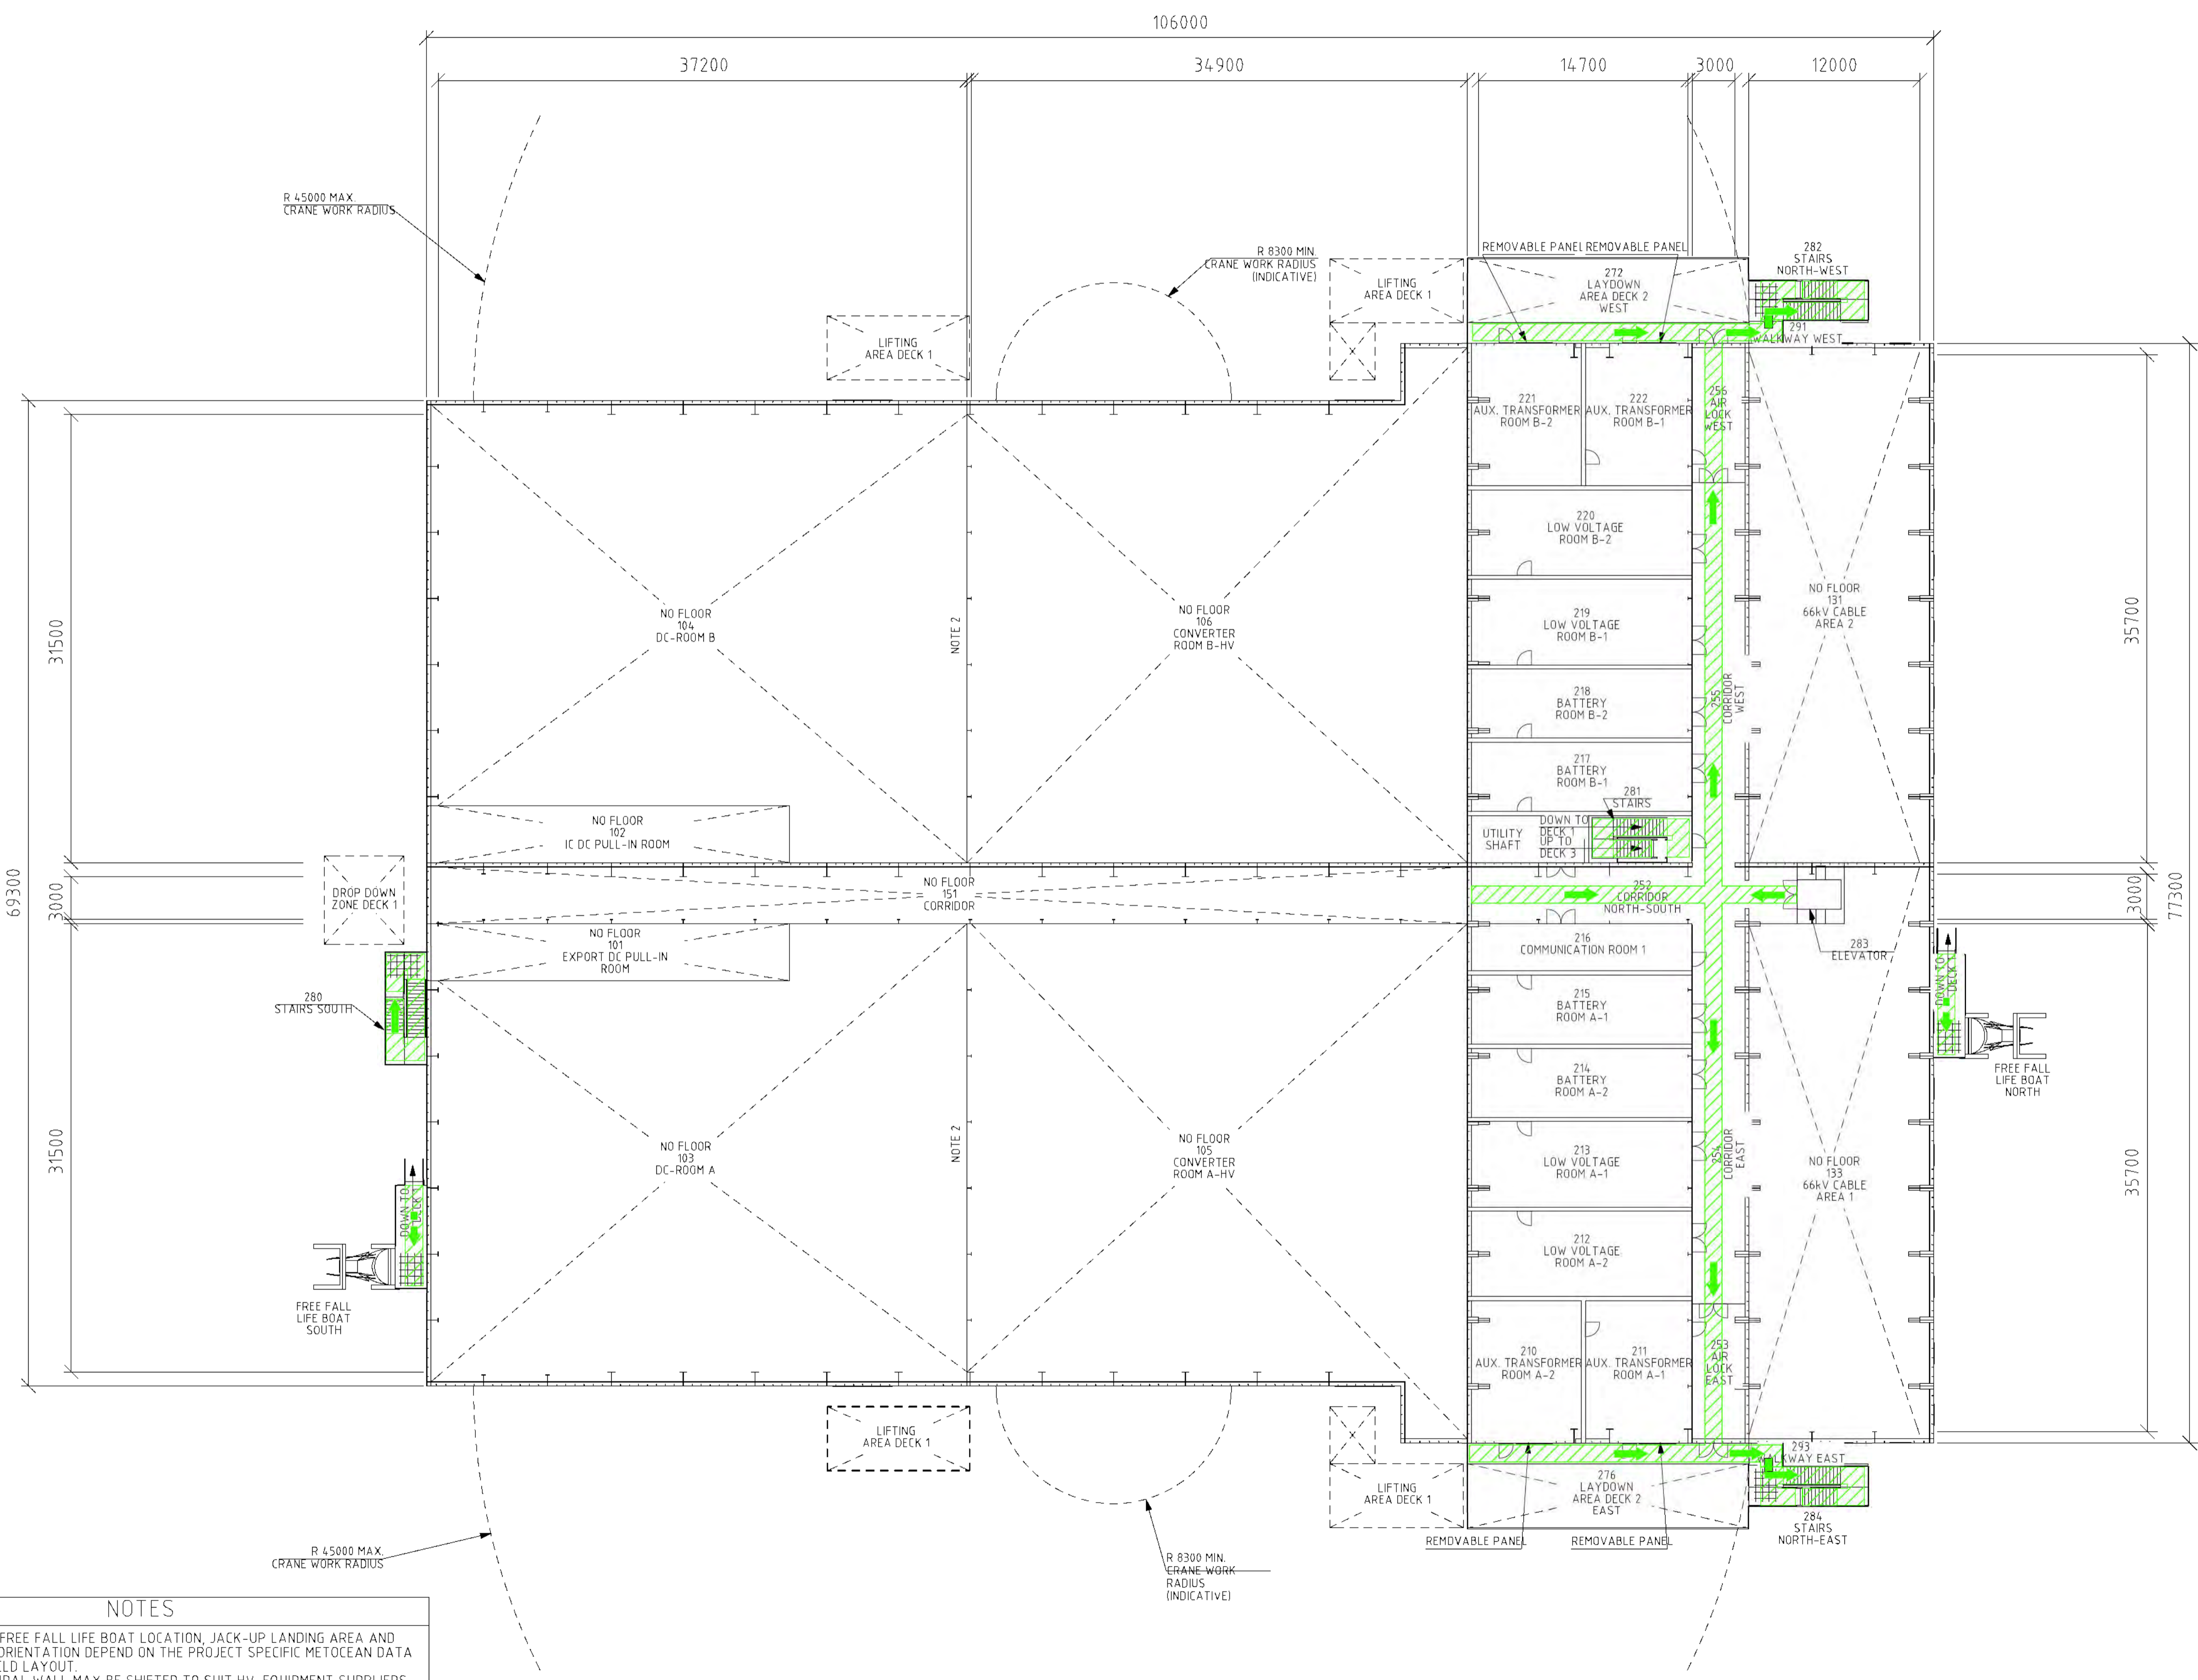 106000
37200
34900
14700
3000
12000
R 45000 MAX.
CRANE WORK RADIUS
R 8300 MIN.
CRANE WORK RADIUS
(INDICATIVE)
LIFTING
AREA DECK 1
LIFTING
AREA DECK 1
X
REMOVABLE PANEL
REMOVABLE PANEL
272
LAYDOWN
AREA DECK 2
WEST
282
STAIRS
NORTH-WEST
291
WALKWAY WEST
221
AUX. TRANSFORMER
ROOM B-2
222
AUX. TRANSFORMER
ROOM B-1
256
AIR
LOCK
WEST
220
LOW VOLTAGE
ROOM B-2
219
LOW VOLTAGE
ROOM B-1
218
BATTERY
ROOM B-2
217
BATTERY
ROOM B-1
281
STAIRS
UTILITY
SHAFT
DOWN TO
DECK 1
UP TO
DECK 3
255
CORRIDOR
WEST
NO FLOOR
131
66kV CABLE
AREA 2
NO FLOOR
104
DC-ROOM B
NOTE 2
NO FLOOR
106
CONVERTER
ROOM B-HV
NO FLOOR
102
IC DC PULL-IN ROOM
31500
3000
31500
69300
35700
3000
35700
77300
DROP DOWN
ZONE DECK 1
NO FLOOR
151
CORRIDOR
252
CORRIDOR
NORTH-SOUTH
283
ELEVATOR
NO FLOOR
101
EXPORT DC PULL-IN
ROOM
280
STAIRS SOUTH
216
COMMUNICATION ROOM 1
215
BATTERY
ROOM A-1
214
BATTERY
ROOM A-2
213
LOW VOLTAGE
ROOM A-1
212
LOW VOLTAGE
ROOM A-2
210
AUX. TRANSFORMER
ROOM A-2
211
AUX. TRANSFORMER
ROOM A-1
253
AIR
LOCK
EAST
254
CORRIDOR
EAST
NO FLOOR
133
66kV CABLE
AREA 1
DOWN TO
DECK 1
FREE FALL
LIFE BOAT
NORTH
NO FLOOR
103
DC-ROOM A
NOTE 2
NO FLOOR
105
CONVERTER
ROOM A-HV
DOWN TO
DECK 1
FREE FALL
LIFE BOAT
SOUTH
LIFTING
AREA DECK 1
X
LIFTING
AREA DECK 1
276
LAYDOWN
AREA DECK 2
EAST
293
WALKWAY EAST
284
STAIRS
NORTH-EAST
REMOVABLE PANEL
REMOVABLE PANEL
R 45000 MAX.
CRANE WORK RADIUS
R 8300 MIN.
CRANE WORK
RADIUS
(INDICATIVE)
NOTES
FREE FALL LIFE BOAT LOCATION, JACK-UP LANDING AREA AND
ORIENTATION DEPEND ON THE PROJECT SPECIFIC METOCEAN DATA
LAYOUT.
WALL MAY BE SHIFTED TO SUIT HV EQUIPMENT SUPPLIERS